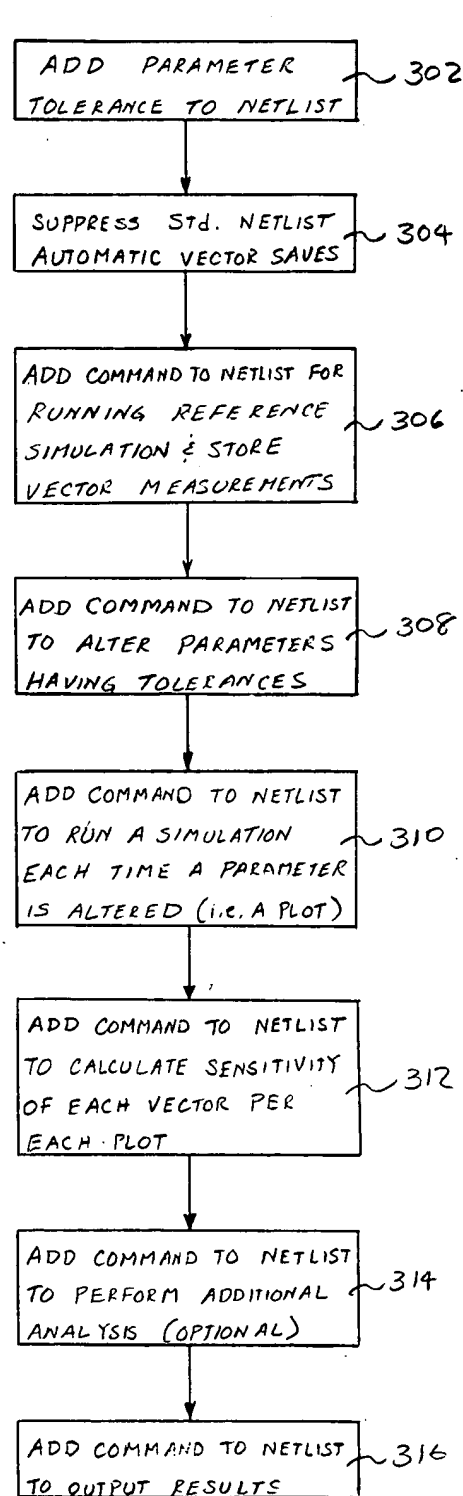 ADD PARAMETER
TOLERANCE TO NETLIST
302
SUPPRESS Std. NETLIST
AUTOMATIC VECTOR SAVES
304
ADD COMMAND TO NETLIST FOR
RUNNING REFERENCE
SIMULATION & STORE
VECTOR MEASUREMENTS
306
ADD COMMAND TO NETLIST
TO ALTER PARAMETERS
HAVING TOLERANCES
308
ADD COMMAND TO NETLIST
TO RUN A SIMULATION
EACH TIME A PARAMETER
IS ALTERED (i.e. A PLOT)
310
ADD COMMAND TO NETLIST
TO CALCULATE SENSITIVITY
OF EACH VECTOR PER
EACH PLOT
312
ADD COMMAND TO NETLIST
TO PERFORM ADDITIONAL
ANALYSIS (OPTIONAL)
314
ADD COMMAND TO NETLIST
TO OUTPUT RESULTS
316